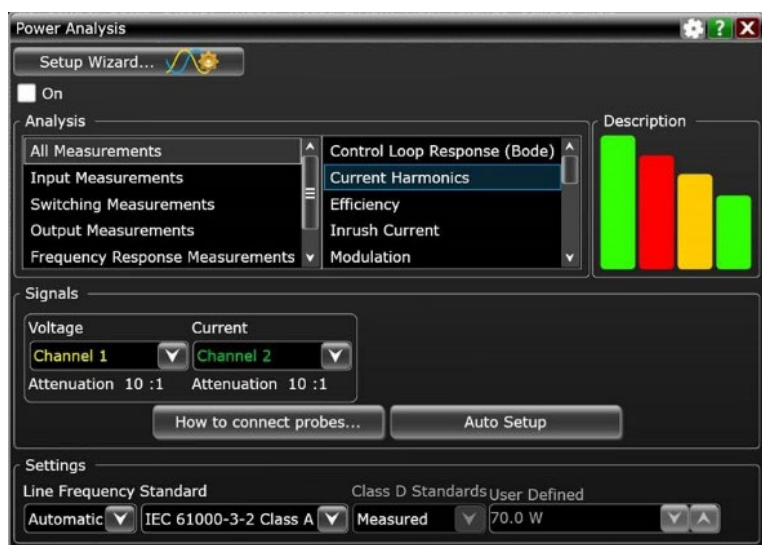 Power Analysis ?
Setup Wizard...
On
Analysis
All Measurements
Input Measurements
Switching Measurements
Output Measurements
Frequency Response Measurements
Control Loop Response (Bode)
Current Harmonics
Efficiency
Inrush Current
Modulation
Description
Signals
Voltage Current
Channel 1 Channel 2
Attenuation 10 :1 Attenuation 10 :1
How to connect probes... Auto Setup
Settings
Line Frequency Standard Class D Standards User Defined
Automatic IEC 61000-3-2 Class A Measured 70.0 W